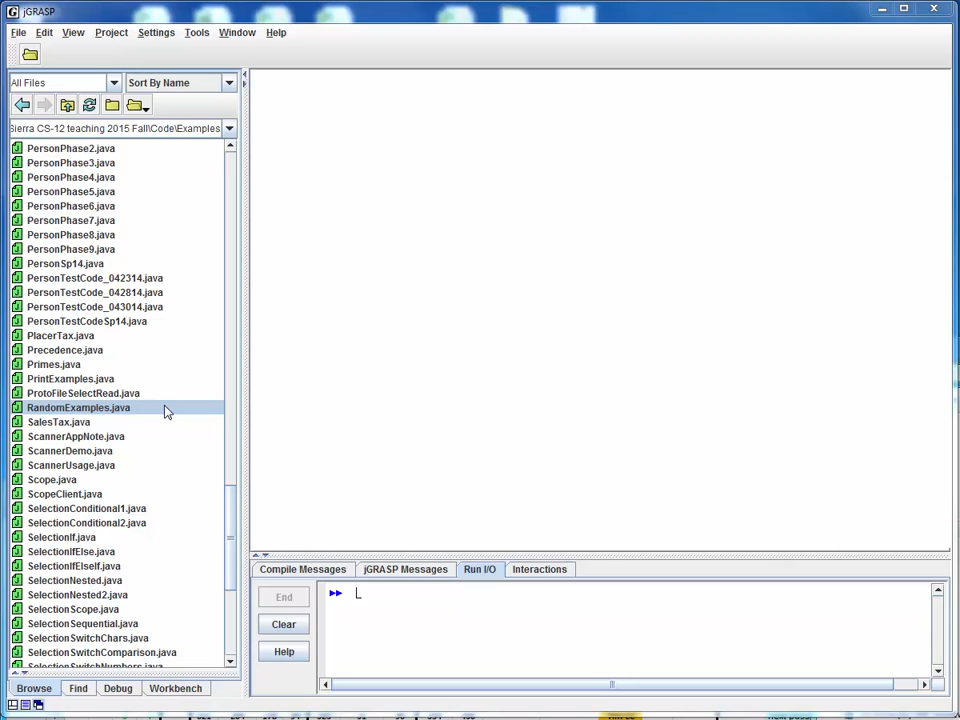 jGRASP
File Edit View Project Settings Tools Window Help
All Files Sort By Name
Sierra CS-12 teaching 2015 Fall\Code\Examples
PersonPhase2.java
PersonPhase3.java
PersonPhase4.java
PersonPhase5.java
PersonPhase6.java
PersonPhase7.java
PersonPhase8.java
PersonPhase9.java
PersonSp14.java
PersonTestCode_042314.java
PersonTestCode_042814.java
PersonTestCode_043014.java
PersonTestCodeSp14.java
PlacerTax.java
Precedence.java
Primes.java
PrintExamples.java
ProtoFileSelectRead.java
RandomExamples.java
SalesTax.java
ScannerAppNote.java
ScannerDemo.java
ScannerUsage.java
Scope.java
ScopeClient.java
SelectionConditional1.java
SelectionConditional2.java
SelectionIf.java
SelectionIfElse.java
SelectionIfElseIf.java
SelectionNested.java
SelectionNested2.java
SelectionScope.java
SelectionSequential.java
SelectionSwitchChars.java
SelectionSwitchComparison.java
SelectionSwitchNumbers.java
Compile Messages jGRASP Messages Run I/O Interactions
End
Clear
Help
Browse Find Debug Workbench